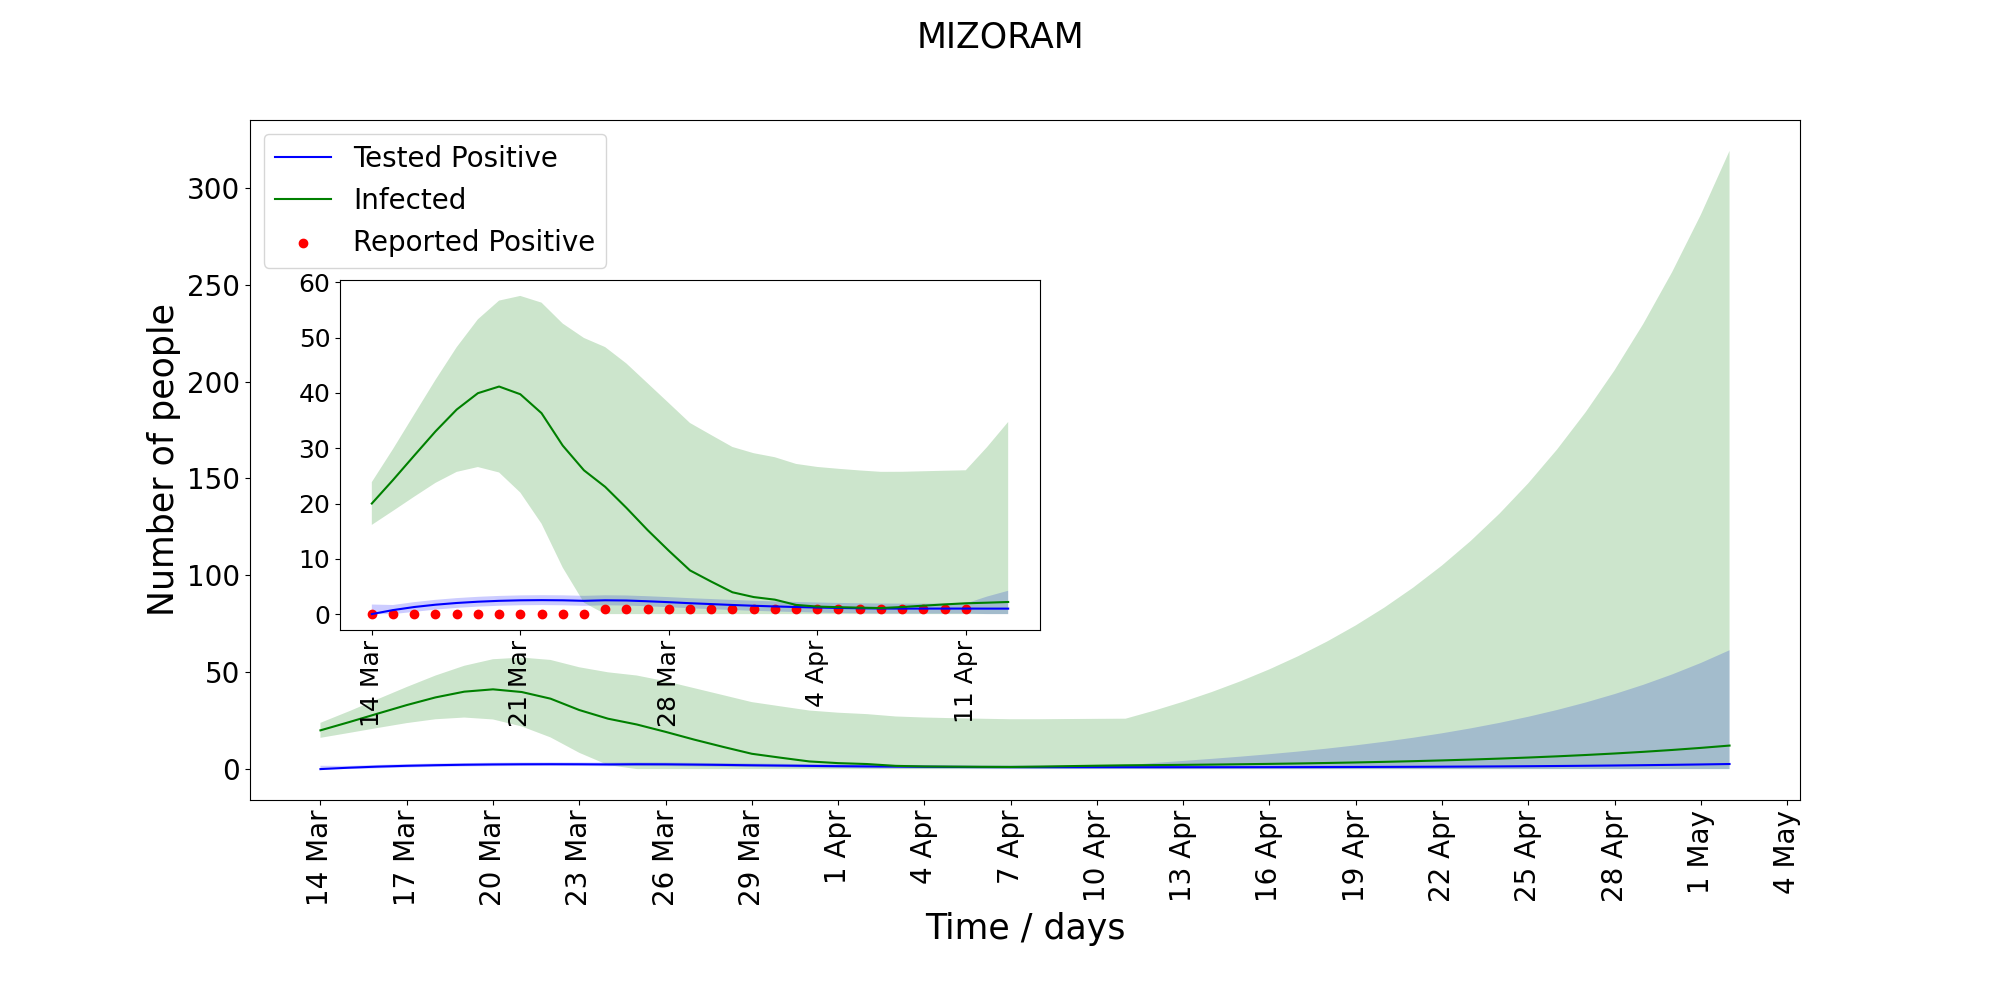 MIZORAM
Tested Positive
Infected
Reported Positive
Number of people
300
250
200
150
100
50
0
60
50
40
30
20
10
0
14 Mar
21 Mar
28 Mar
4 Apr
11 Apr
14 Mar
17 Mar
20 Mar
23 Mar
26 Mar
29 Mar
1 Apr
4 Apr
7 Apr
10 Apr
13 Apr
16 Apr
19 Apr
22 Apr
25 Apr
28 Apr
1 May
4 May
Time / days